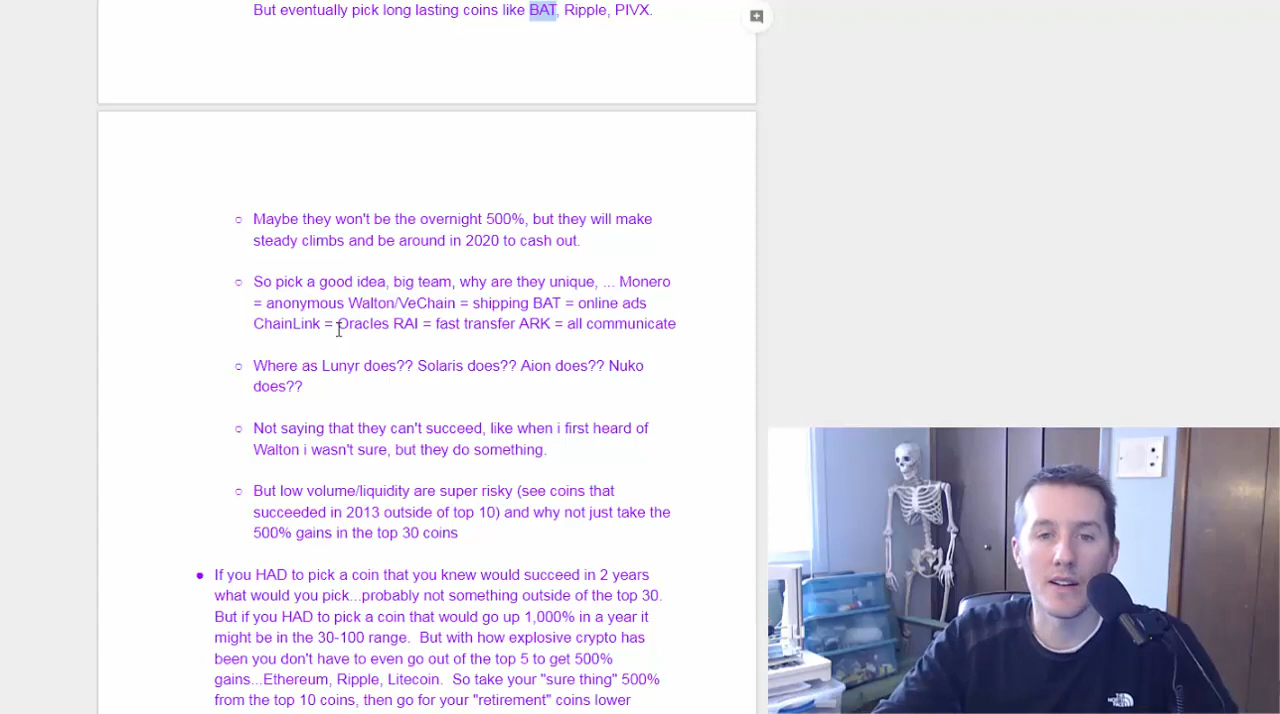 But eventually pick long lasting coins like BAT, Ripple, PIVX.
Maybe they won't be the overnight 500%, but they will make
steady climbs and be around in 2020 to cash out.
So pick a good idea, big team, why are they unique, ... Monero
= anonymous Walton/VeChain = shipping BAT = online ads
ChainLink = Oracles RAI = fast transfer ARK = all communicate
Where as Lunyr does?? Solaris does?? Aion does?? Nuko
does??
Not saying that they can't succeed, like when i first heard of
Walton i wasn't sure, but they do something.
But low volume/liquidity are super risky (see coins that
succeeded in 2013 outside of top 10) and why not just take the
500% gains in the top 30 coins
If you HAD to pick a coin that you knew would succeed in 2 years
what would you pick...probably not something outside of the top 30.
But if you HAD to pick a coin that would go up 1,000% in a year it
might be in the 30-100 range.  But with how explosive crypto has
been you don't have to even go out of the top 5 to get 500%
gains...Ethereum, Ripple, Litecoin.  So take your "sure thing" 500%
from the top 10 coins, then go for your "retirement" coins lower
THE
NORTH
FACE